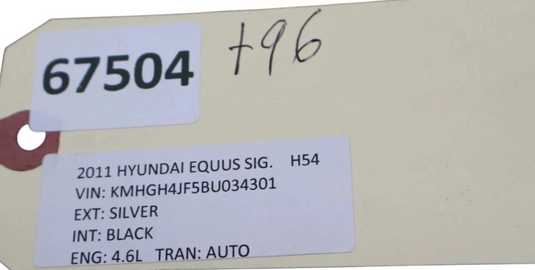 67504 +96
2011 HYUNDAI EQUUS SIG. H54
VIN: KMHGH4JF5BU034301
EXT: SILVER
INT: BLACK
ENG: 4.6L TRAN: AUTO